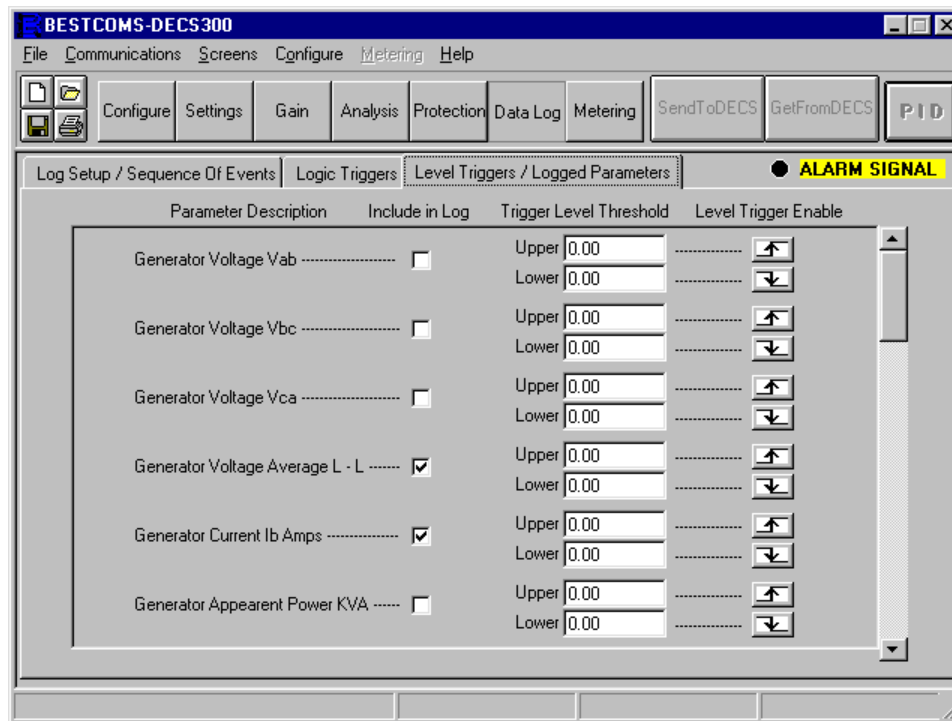 BESTCOMS-DECS300
File Communications Screens Configure Metering Help
Configure Settings Gain Analysis Protection Data Log Metering SendToDECS GetFromDECS PID
Log Setup / Sequence Of Events Logic Triggers Level Triggers / Logged Parameters ALARM SIGNAL
Parameter Description Include in Log Trigger Level Threshold Level Trigger Enable
Generator Voltage Vab -------------------- Upper 0.00 -------------
Lower 0.00 -------------
Generator Voltage Vbc --------------------- Upper 0.00 -------------
Lower 0.00 -------------
Generator Voltage Vca --------------------- Upper 0.00 -------------
Lower 0.00 -------------
Generator Voltage Average L - L ------ Upper 0.00 -------------
Lower 0.00 -------------
Generator Current Ib Amps --------------- Upper 0.00 -------------
Lower 0.00 -------------
Generator Appearent Power KVA ------ Upper 0.00 -------------
Lower 0.00 -------------